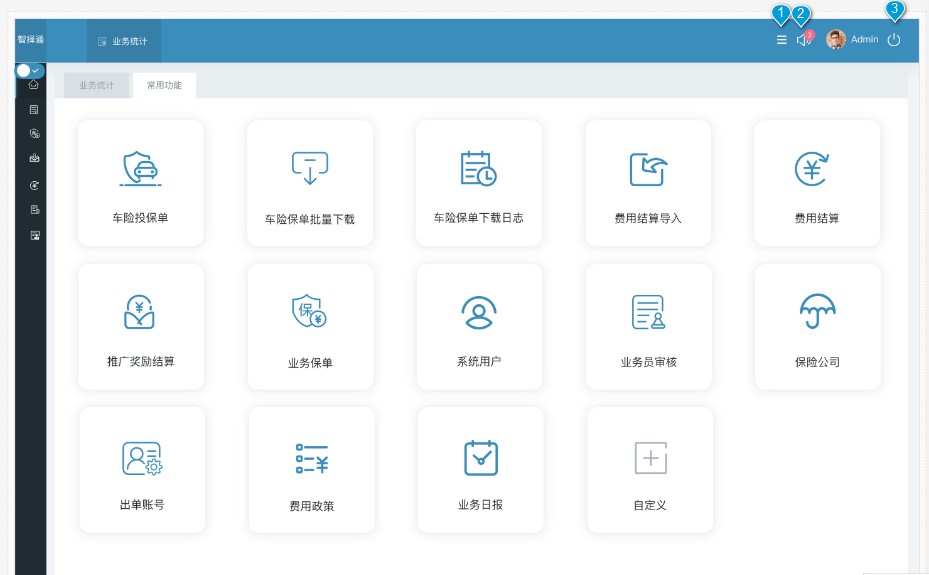 1 2 3
智择通
业务统计
3
Admin
业务统计 常用功能
车险投保单 车险保单批量下载 车险保单下载日志 费用结算导入 费用结算
推广奖励结算 业务保单 系统用户 业务员审核 保险公司
保
出单账号 费用政策 业务日报 自定义